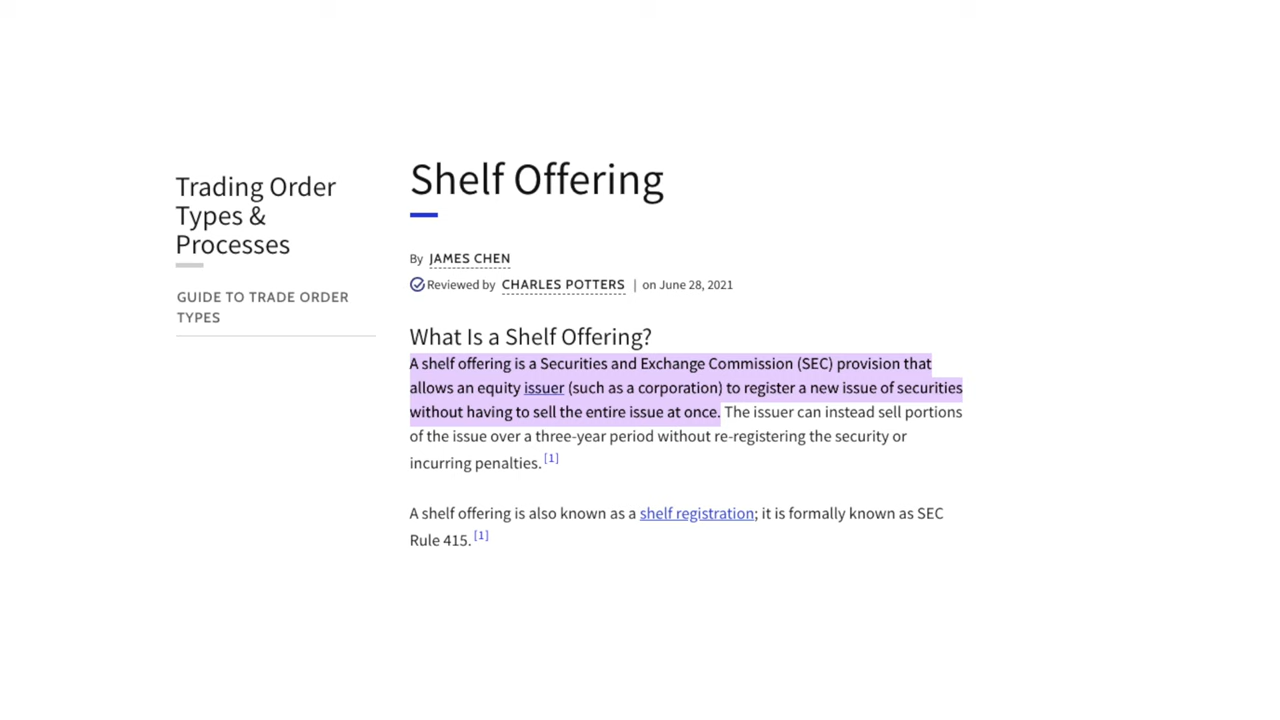 Trading Order
Types &
Processes
GUIDE TO TRADE ORDER
TYPES
Shelf Offering
By JAMES CHEN
Reviewed by CHARLES POTTERS | on June 28, 2021
What Is a Shelf Offering?
A shelf offering is a Securities and Exchange Commission (SEC) provision that
allows an equity issuer (such as a corporation) to register a new issue of securities
without having to sell the entire issue at once. The issuer can instead sell portions
of the issue over a three-year period without re-registering the security or
incurring penalties. [1]
A shelf offering is also known as a shelf registration; it is formally known as SEC
Rule 415. [1]